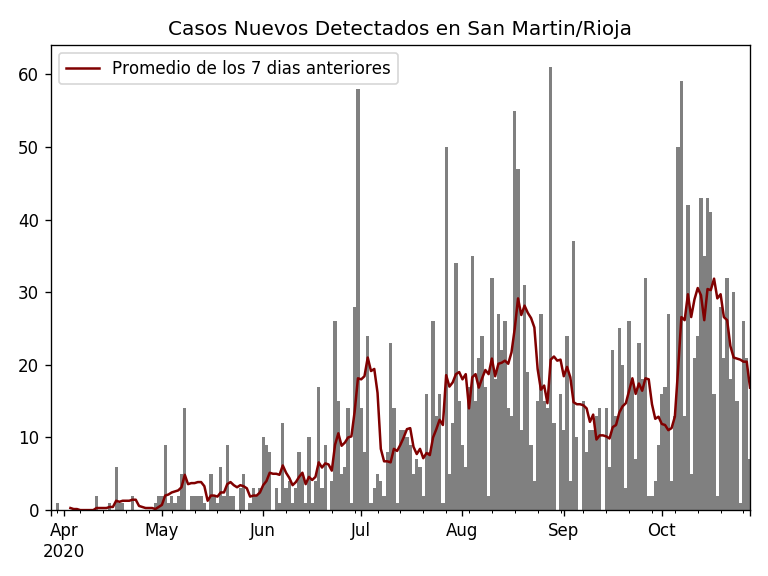 Casos Nuevos Detectados en San Martin/Rioja
Promedio de los 7 dias anteriores
60
50
40
30
20
10
0
Apr May Jun Jul Aug Sep Oct
2020